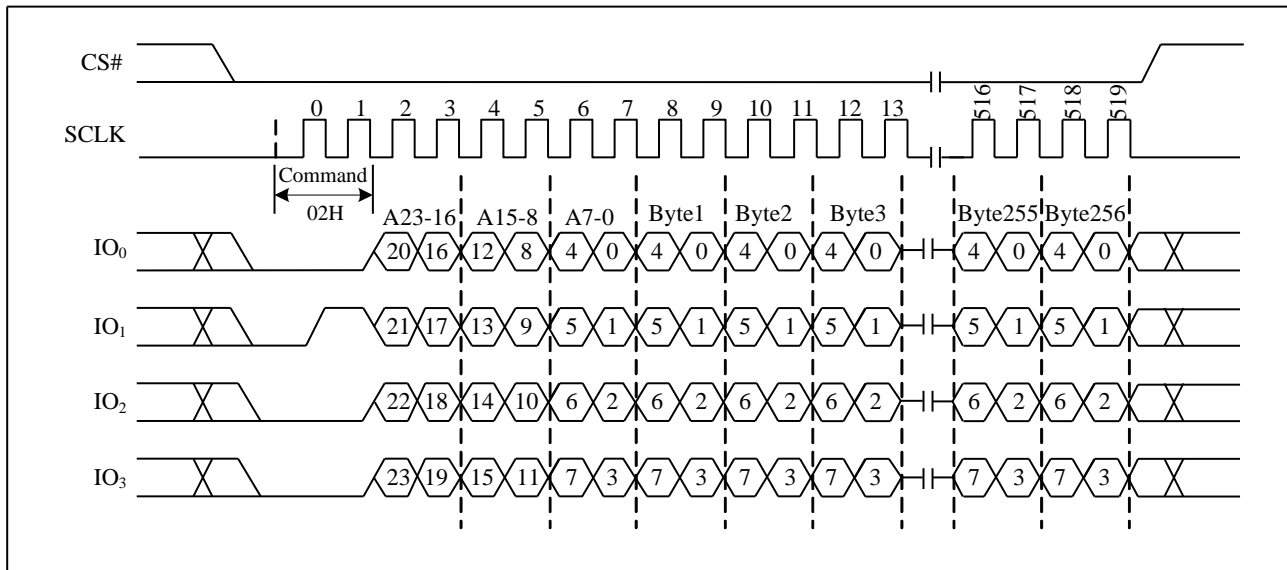 CS#
516 517 518 519
0 1 2 3 4 5 6 7 8 9 10 11 12 13
SCLK
Command
02H
A23-16 A15-8 A7-0 Byte1 Byte2 Byte3 Byte255 Byte256
IO₀ 20 16 12 8 4 0 4 0 4 0 4 0 4 0 4 0
IO₁ 21 17 13 9 5 1 5 1 5 1 5 1 5 1 5 1
IO₂ 22 18 14 10 6 2 6 2 6 2 6 2 6 2 6 2
IO₃ 23 19 15 11 7 3 7 3 7 3 7 3 7 3 7 3